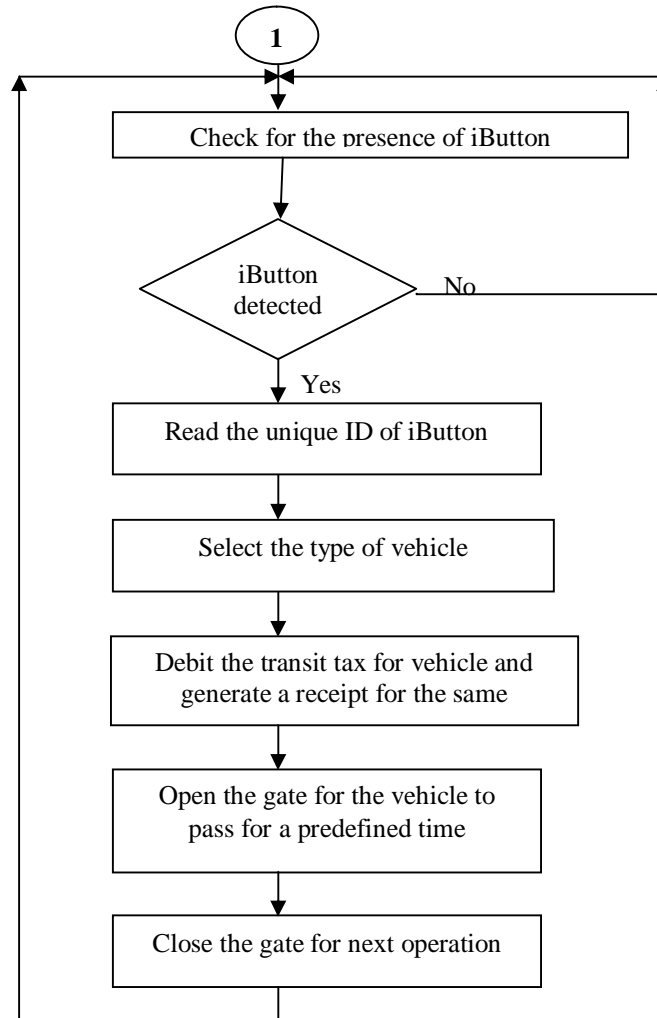 1
Check for the presence of iButton
iButton
detected
No
Yes
Read the unique ID of iButton
Select the type of vehicle
Debit the transit tax for vehicle and
generate a receipt for the same
Open the gate for the vehicle to
pass for a predefined time
Close the gate for next operation